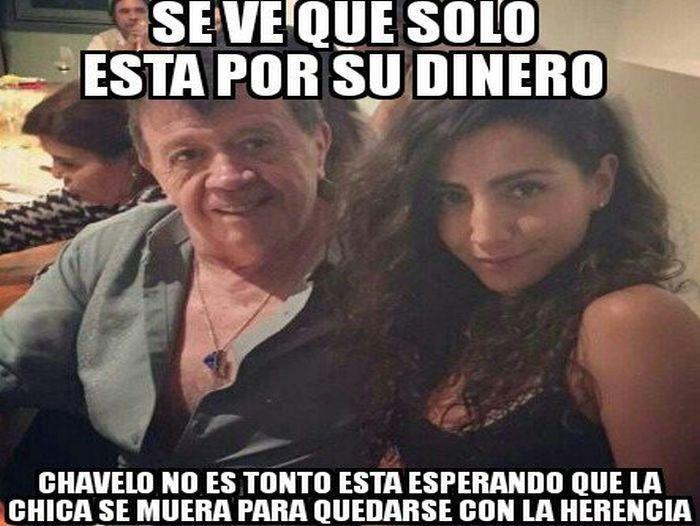 SE VE QUE SOLO
ESTA POR SU DINERO
CHAVELO NO ES TONTO ESTA ESPERANDO QUE LA
CHICA SE MUERA PARA QUEDARSE CON LA HERENCIA